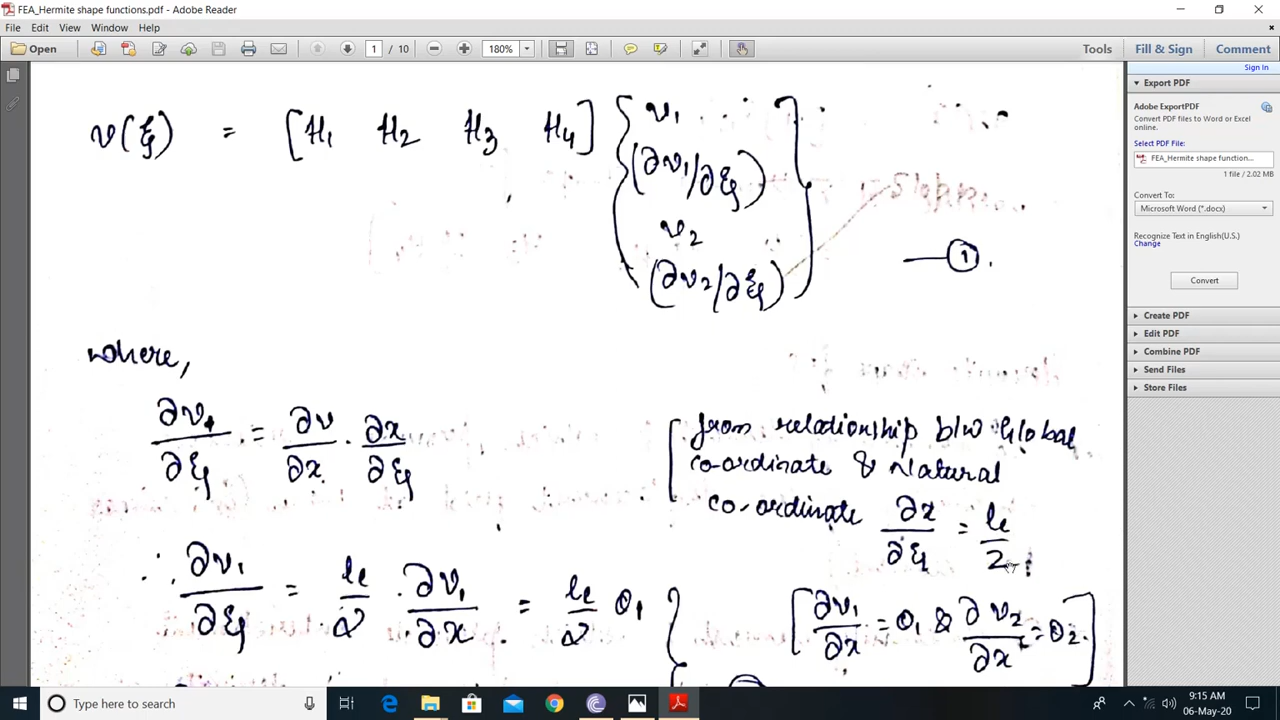 FEA_Hermite shape functions.pdf - Adobe Reader
File Edit View Window Help
Open 1 / 10 180% Tools Fill & Sign Comment
Sign In
v(ξ) = [H₁ H₂ H₃ H₄] { v₁
(∂v₁/∂ξ)
v₂
(∂v₂/∂ξ) }
Slopes
— ①.
where,
∂v₁/∂ξ = ∂v/∂x · ∂x/∂ξ
[from relationship b/w Global
co-ordinate & Natural
co-ordinate ∂x/∂ξ = le/2
∴ ∂v₁/∂ξ = le/2 · ∂v₁/∂x = le/2 θ₁ }
[∂v₁/∂x = θ₁ & ∂v₂/∂x = θ₂]
Export PDF
Adobe ExportPDF
Convert PDF files to Word or Excel
online.
Select PDF File:
FEA_Hermite shape function...
1 file / 2.02 MB
Convert To:
Microsoft Word (*.docx)
Recognize Text in English(U.S.)
Change
Convert
Create PDF
Edit PDF
Combine PDF
Send Files
Store Files
Type here to search
9:15 AM
06-May-20